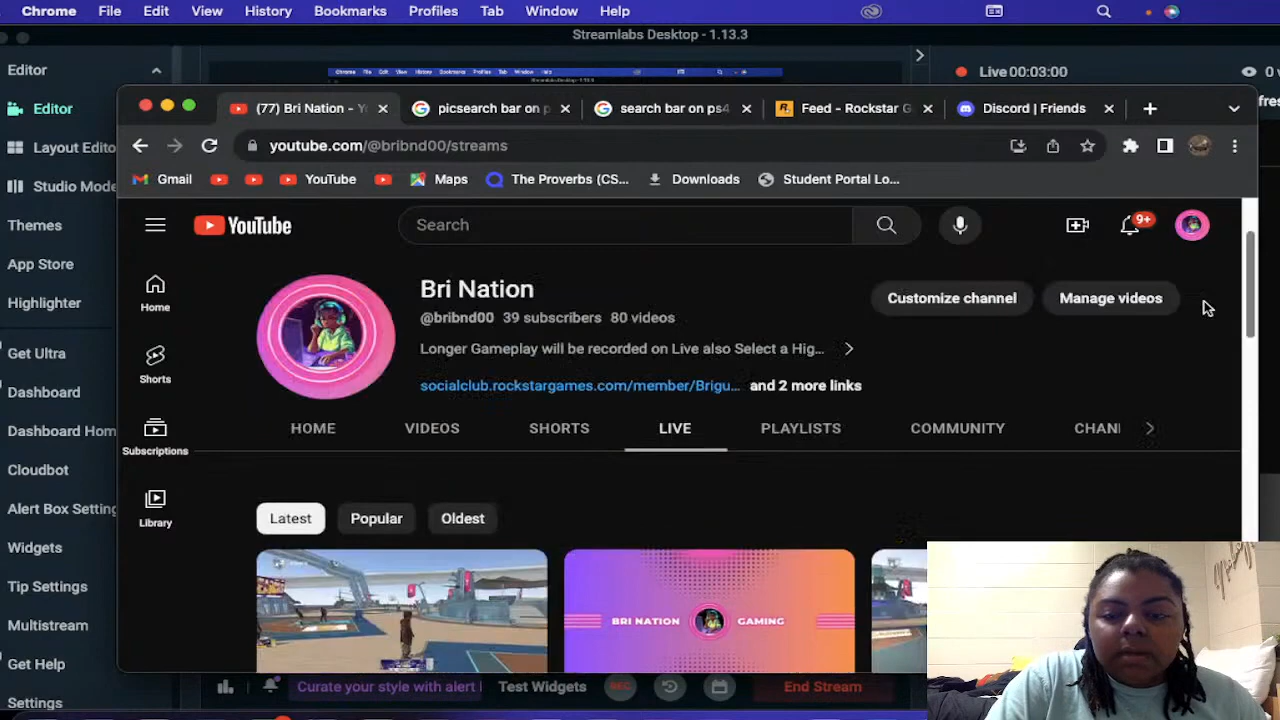 Chrome File Edit View History Bookmarks Profiles Tab Window Help
Streamlabs Desktop - 1.13.3
Editor
Live 00:03:00
0
Editor
Layout Edito
Studio Mode
Themes
App Store
Highlighter
Get Ultra
Dashboard
Dashboard Hom
Cloudbot
Alert Box Setting
Widgets
Tip Settings
Multistream
Get Help
Settings
(77) Bri Nation - Y
picsearch bar on p
search bar on ps4
Feed - Rockstar G
Discord | Friends
youtube.com/@bribnd00/streams
Gmail YouTube Maps The Proverbs (CS... Downloads Student Portal Lo...
YouTube
Search
9+
Home
Shorts
Subscriptions
Library
Bri Nation
@bribnd00 39 subscribers 80 videos
Longer Gameplay will be recorded on Live also Select a Hig...
socialclub.rockstargames.com/member/Brigu... and 2 more links
Customize channel Manage videos
HOME VIDEOS SHORTS LIVE PLAYLISTS COMMUNITY CHAN
Latest Popular Oldest
BRI NATION GAMING
Curate your style with alert
Test Widgets
REC
End Stream